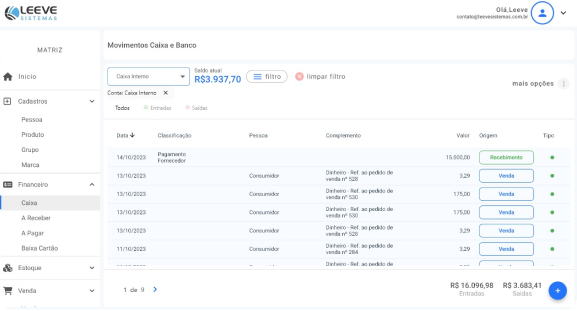 LEEVE
SISTEMAS
Olá,Leeve
contato@leevesistemas.com.br
MATRIZ
Início
Cadastros
Pessoa
Produto
Grupo
Marca
Financeiro
Caixa
A Receber
A Pagar
Baixa Cartão
Estoque
Venda
Movimentos Caixa e Banco
Caixa Interno
Saldo atual
R$3.937,70
filtro
limpar filtro
mais opções
Conta: Caixa Interno ×
Todos Entradas Saídas
Data Classificação Pessoa Complemento Valor Origem Tipo
14/10/2023 Pagamento Fornecedor 15.000,00 Recebimento
13/10/2023 Consumidor Dinheiro - Ref. ao pedido de venda nº 528 3,29 Venda
13/10/2023 Consumidor Dinheiro - Ref. ao pedido de venda nº 530 175,00 Venda
13/10/2023 Consumidor Dinheiro - Ref. ao pedido de venda nº 530 175,00 Venda
13/10/2023 Consumidor Dinheiro - Ref. ao pedido de venda nº 528 3,29 Venda
11/10/2023 Consumidor Dinheiro - Ref. ao pedido de venda nº 284 3,29 Venda
1 de 9
R$ 16.096,98 R$ 3.683,41
Entradas Saídas